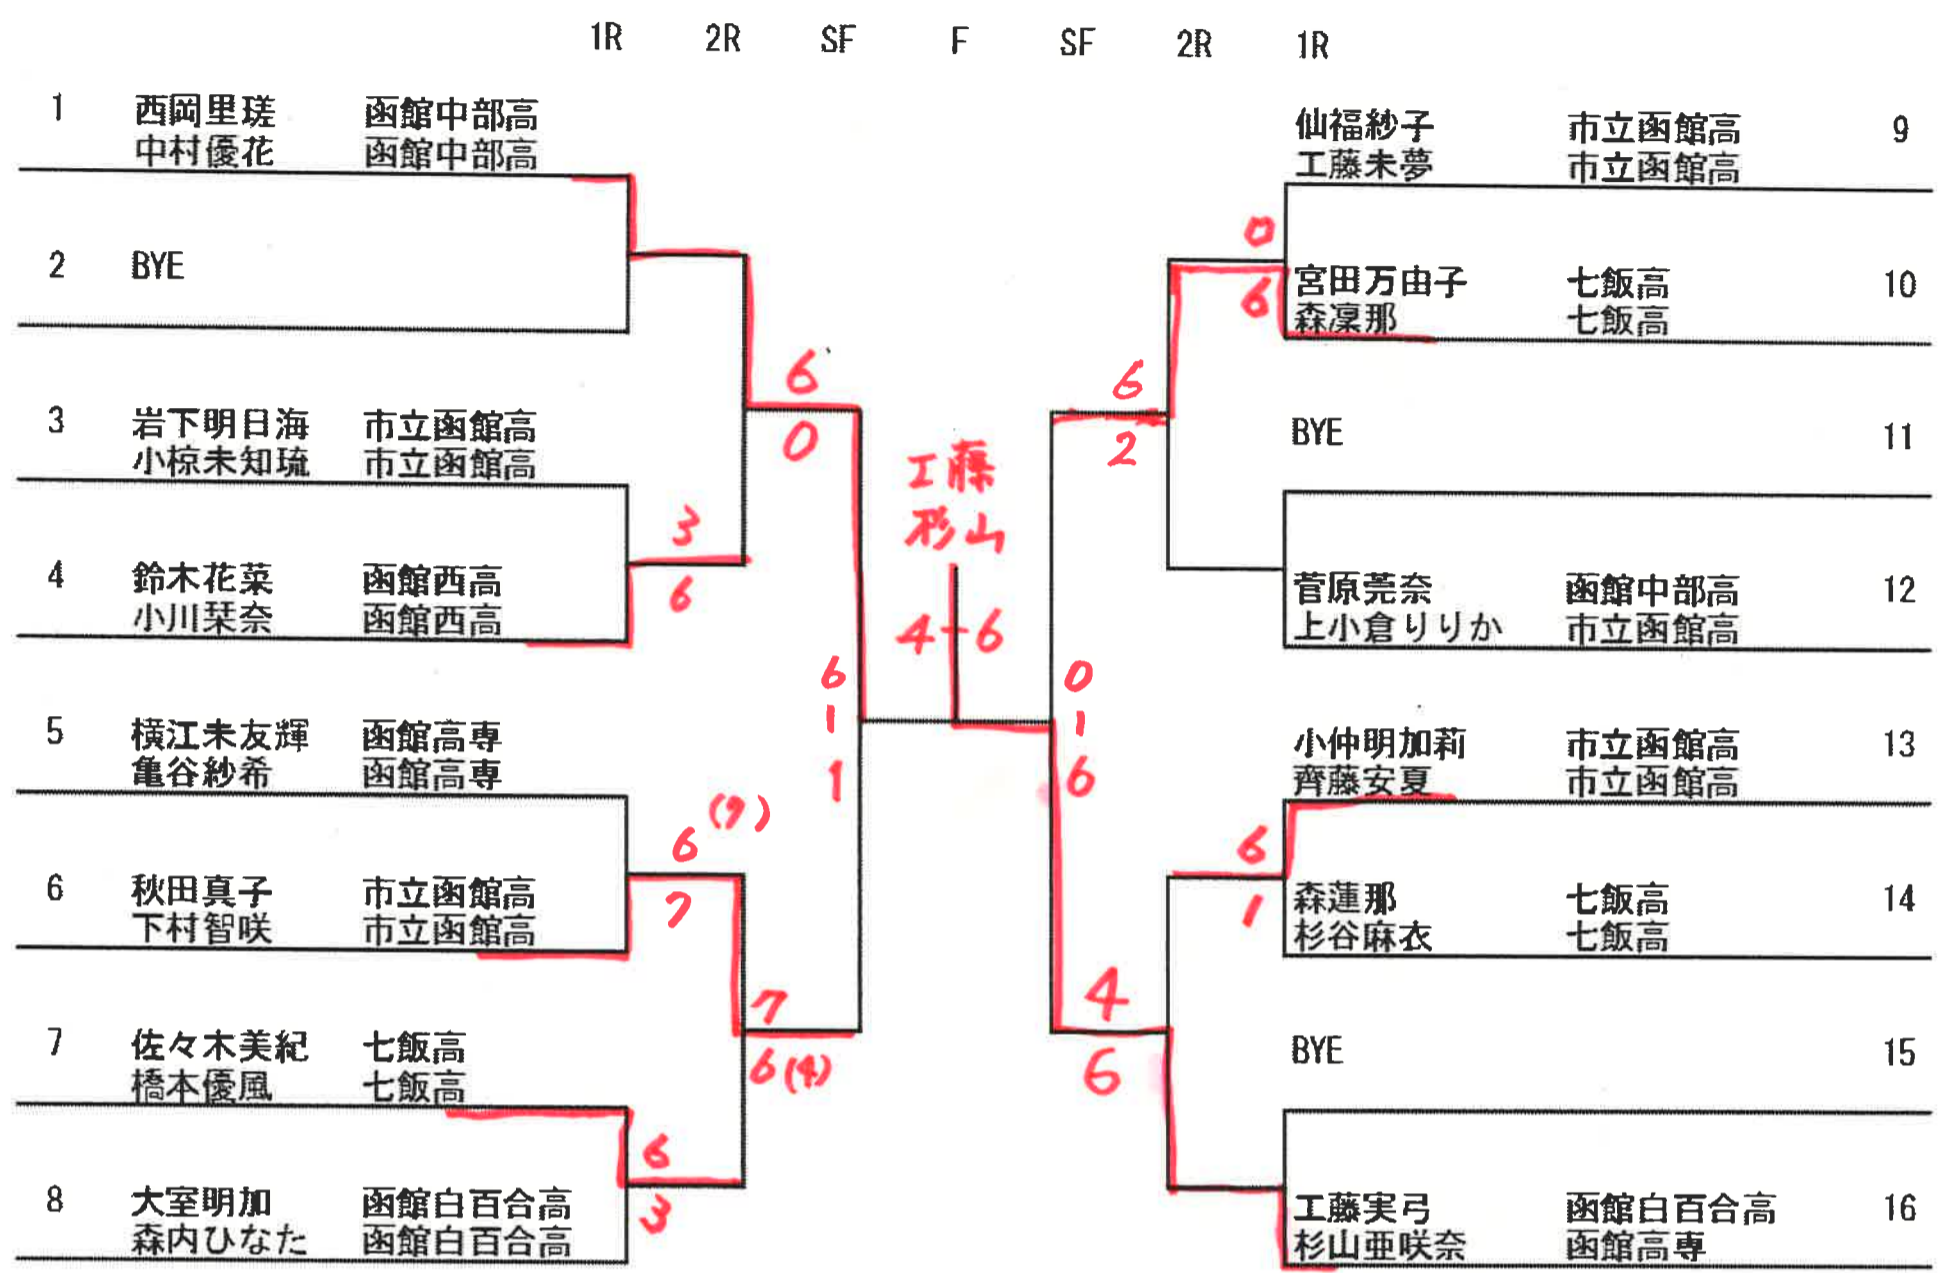 1R 2R SF F SF 2R 1R
1 西岡里瑳 函館中部高
中村優花 函館中部高
2 BYE
3 岩下明日海 市立函館高
小椋未知琉 市立函館高
4 鈴木花菜 函館西高
小川栞奈 函館西高
5 横江未友輝 函館高専
亀谷紗希 函館高専
6 秋田真子 市立函館高
下村智咲 市立函館高
7 佐々木美紀 七飯高
橋本優風 七飯高
8 大室明加 函館白百合高
森内ひなた 函館白百合高
3
6
6 (9)
7
6
3
6
0
7
6 (4)
6
1
1
工藤
杉山
4-6
0
1
6
6
2
4
6
0
6
6
1
仙福紗子 市立函館高 9
工藤未夢 市立函館高
宮田万由子 七飯高 10
森凜那 七飯高
BYE 11
菅原莞奈 函館中部高 12
上小倉りりか 市立函館高
小仲明加莉 市立函館高 13
齊藤安夏 市立函館高
森蓮那 七飯高 14
杉谷麻衣 七飯高
BYE 15
工藤実弓 函館白百合高 16
杉山亜咲奈 函館高専